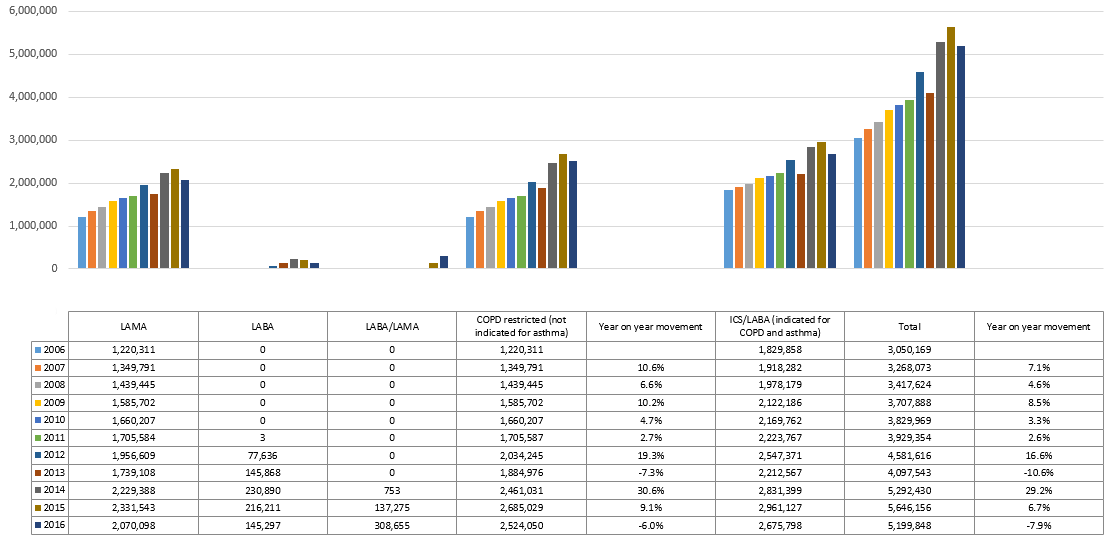 6,000,000
5,000,000
4,000,000
3,000,000
2,000,000
1,000,000
0
LAMA LABA LABA/LAMA COPD restricted (not indicated for asthma) Year on year movement ICS/LABA (indicated for COPD and asthma) Total Year on year movement
2006 1,220,311 0 0 1,220,311 1,829,858 3,050,169
2007 1,349,791 0 0 1,349,791 10.6% 1,918,282 3,268,073 7.1%
2008 1,439,445 0 0 1,439,445 6.6% 1,978,179 3,417,624 4.6%
2009 1,585,702 0 0 1,585,702 10.2% 2,122,186 3,707,888 8.5%
2010 1,660,207 0 0 1,660,207 4.7% 2,169,762 3,829,969 3.3%
2011 1,705,584 3 0 1,705,587 2.7% 2,223,767 3,929,354 2.6%
2012 1,956,609 77,636 0 2,034,245 19.3% 2,547,371 4,581,616 16.6%
2013 1,739,108 145,868 0 1,884,976 -7.3% 2,212,567 4,097,543 -10.6%
2014 2,229,388 230,890 753 2,461,031 30.6% 2,831,399 5,292,430 29.2%
2015 2,331,543 216,211 137,275 2,685,029 9.1% 2,961,127 5,646,156 6.7%
2016 2,070,098 145,297 308,655 2,524,050 -6.0% 2,675,798 5,199,848 -7.9%